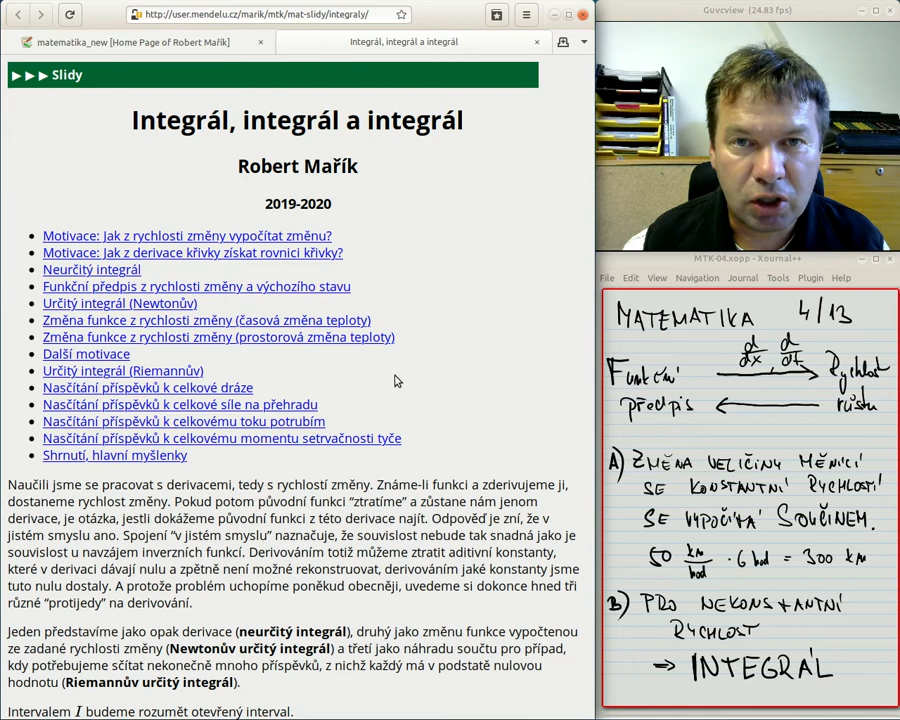 http://user.mendelu.cz/marik/mtk/mat-slidy/integraly/
matematika_new [Home Page of Robert Mařík]
Integrál, integrál a integrál
▶ ▶ ▶ Slidy
Integrál, integrál a integrál
Robert Mařík
2019-2020
Motivace: Jak z rychlosti změny vypočítat změnu?
Motivace: Jak z derivace křivky získat rovnici křivky?
Neurčitý integrál
Funkční předpis z rychlosti změny a výchozího stavu
Určitý integrál (Newtonův)
Změna funkce z rychlosti změny (časová změna teploty)
Změna funkce z rychlosti změny (prostorová změna teploty)
Další motivace
Určitý integrál (Riemannův)
Nasčítání příspěvků k celkové dráze
Nasčítání příspěvků k celkové síle na přehradu
Nasčítání příspěvků k celkovému toku potrubím
Nasčítání příspěvků k celkovému momentu setrvačnosti tyče
Shrnutí, hlavní myšlenky
Naučili jsme se pracovat s derivacemi, tedy s rychlostí změny. Známe-li funkci a zderivujeme ji,
dostaneme rychlost změny. Pokud potom původní funkci “ztratíme” a zůstane nám jenom
derivace, je otázka, jestli dokážeme původní funkci z této derivace najít. Odpověď je zní, že v
jistém smyslu ano. Spojení “v jistém smyslu” naznačuje, že souvislost nebude tak snadná jako je
souvislost u navzájem inverzních funkcí. Derivováním totiž můžeme ztratit aditivní konstanty,
které v derivaci dávají nulu a zpětně není možné rekonstruovat, derivováním jaké konstanty jsme
tuto nulu dostaly. A protože problém uchopíme poněkud obecněji, uvedeme si dokonce hned tři
různé “protijedy” na derivování.
Jeden představíme jako opak derivace (neurčitý integrál), druhý jako změnu funkce vypočtenou
ze zadané rychlosti změny (Newtonův určitý integrál) a třetí jako náhradu součtu pro případ,
kdy potřebujeme sčítat nekonečně mnoho příspěvků, z nichž každý má v podstatě nulovou
hodnotu (Riemannův určitý integrál).
Intervalem I budeme rozumět otevřený interval.
Guvcview (24.83 fps)
MTK-04.xopp - Xournal++
File Edit View Navigation Journal Tools Plugin Help
MATEMATIKA 4/13
d/dx, d/dt
Funkční Rychlost
předpis růstu
A) ZMĚNA VELIČINY MĚNÍCÍ
SE KONSTANTNÍ RYCHLOSTÍ
SE VYPOČÍTÁ SOUČINEM.
50 km/hod · 6 hod = 300 km
B) PRO NEKONSTANTNÍ
RYCHLOST
⇒ INTEGRÁL